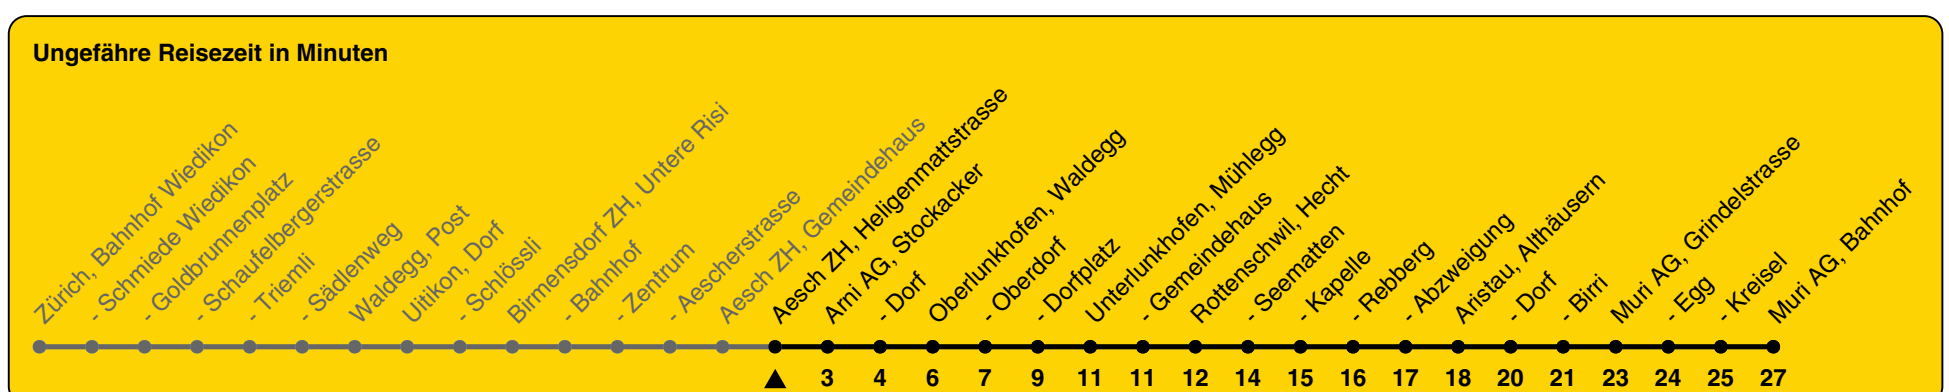 Ungefähre Reisezeit in Minuten
Zürich, Bahnhof Wiedikon
- Schmiede Wiedikon
- Goldbrunnenplatz
- Schaufelbergerstrasse
- Triemli
- Sädlenweg
Waldegg, Post
Uitikon, Dorf
- Schlössli
Birmensdorf ZH, Untere Risi
- Bahnhof
- Zentrum
- Aescherstrasse
Aesch ZH, Gemeindehaus
Aesch ZH, Heligenmattstrasse
Arni AG, Stockacker
- Dorf
Oberlunkhofen, Waldegg
- Oberdorf
- Dorfplatz
Unterlunkhofen, Mühlegg
- Gemeindehaus
Rottenschwil, Hecht
- Seematten
- Kapelle
- Rebberg
- Abzweigung
Aristau, Althäusern
- Dorf
- Birri
Muri AG, Grindelstrasse
- Egg
- Kreisel
Muri AG, Bahnhof
3 4 6 7 9 11 11 12 14 15 16 17 18 20 21 23 24 25 27